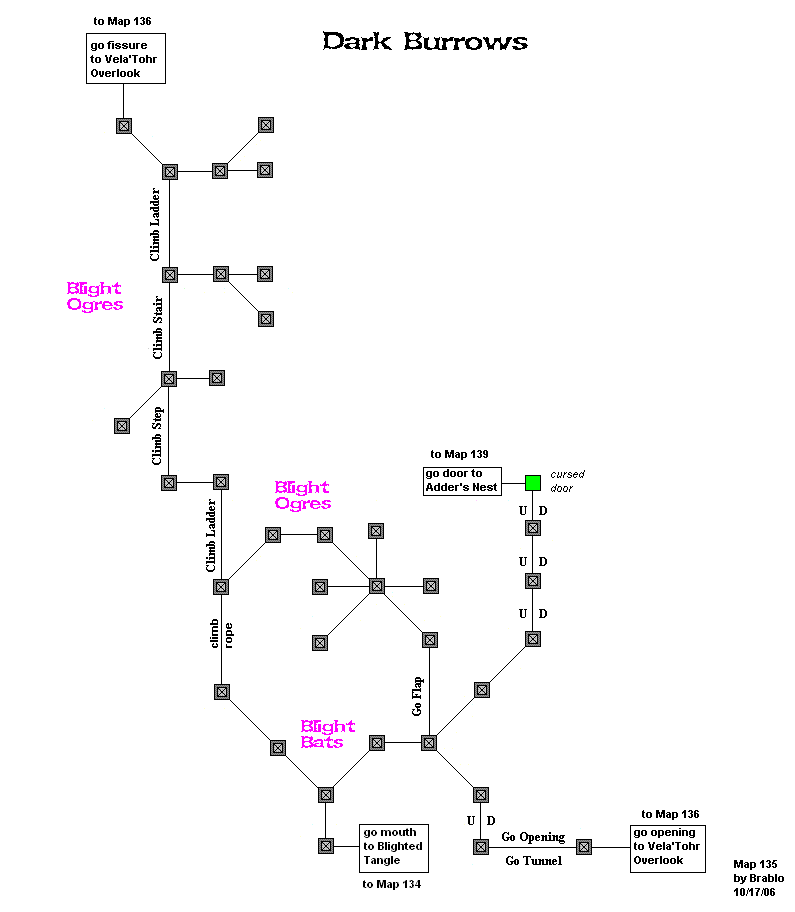 to Map 136
Dark Burrows
go fissure
to Vela'Tohr
Overlook
Climb Ladder
Blight
Ogres
Climb Stair
Climb Step
to Map 139
go door to
Adder's Nest
cursed
door
U D
Blight
Ogres
Climb Ladder
U D
U D
climb
rope
Go Flap
Blight
Bats
to Map 136
U D
go mouth
to Blighted
Tangle
Go Opening
Go Tunnel
go opening
to Vela'Tohr
Overlook
to Map 134
Map 135
by Brablo
10/17/06